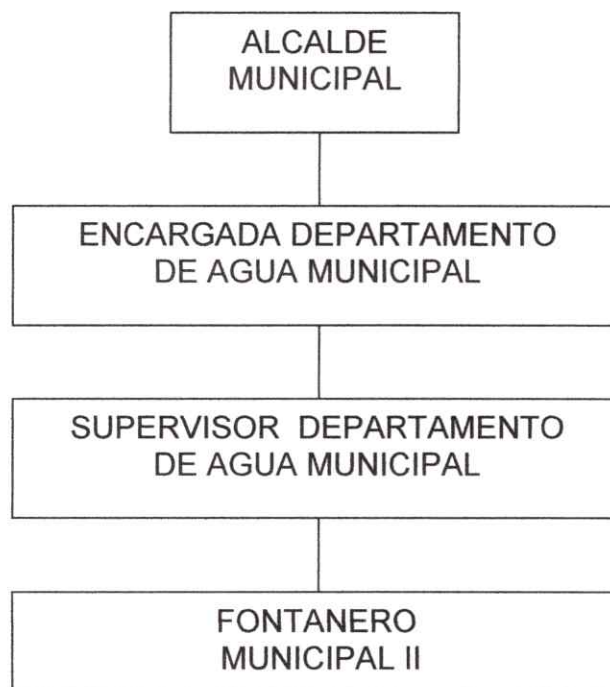 ALCALDE
MUNICIPAL
ENCARGADA DEPARTAMENTO
DE AGUA MUNICIPAL
SUPERVISOR DEPARTAMENTO
DE AGUA MUNICIPAL
FONTANERO
MUNICIPAL II